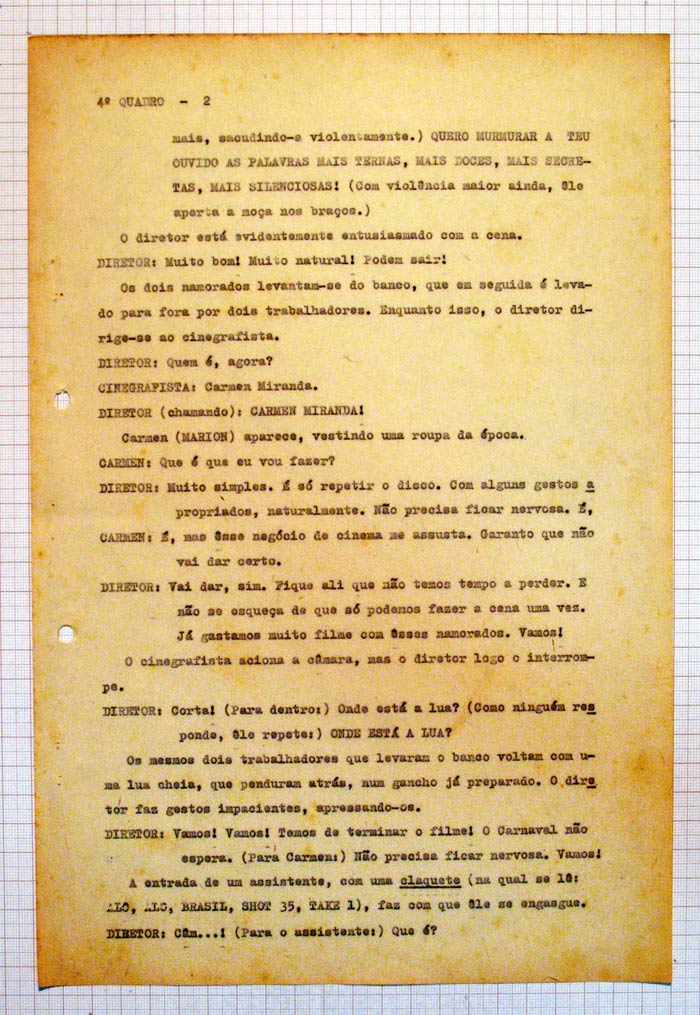 4º QUADRO - 2
mais, sacudindo-a violentamente.) QUERO MURMURAR A TEU
OUVIDO AS PALAVRAS MAIS TERNAS, MAIS DOCES, MAIS SECRE-
TAS, MAIS SILENCIOSAS! (Com violência maior ainda, êle
aperta a moça nos braços.)
O diretor está evidentemente entusiasmado com a cena.
DIRETOR: Muito bom! Muito natural! Podem sair!
Os dois namorados levantam-se do banco, que em seguida é leva-
do para fora por dois trabalhadores. Enquanto isso, o diretor di-
rige-se ao cinegrafista.
DIRETOR: Quem é, agora?
CINEGRAFISTA: Carmen Miranda.
DIRETOR (chamando): CARMEN MIRANDA!
Carmen (MARION) aparece, vestindo uma roupa da época.
CARMEN: Que é que eu vou fazer?
DIRETOR: Muito simples. É só repetir o disco. Com alguns gestos a
propriados, naturalmente. Não precisa ficar nervosa. É,
CARMEN: É, mas êsse negócio de cinema me assusta. Garanto que não
vai dar certo.
DIRETOR: Vai dar, sim. Fique ali que não temos tempo a perder. E
não se esqueça de que só podemos fazer a cena uma vez.
Já gastamos muito filme com êsses namorados. Vamos!
O cinegrafista aciona a câmara, mas o diretor logo o interrom-
pe.
DIRETOR: Corta! (Para dentro:) Onde está a lua? (Como ninguém res
ponde, êle repete:) ONDE ESTÁ A LUA?
Os mesmos dois trabalhadores que levaram o banco voltam com u-
ma lua cheia, que penduram atrás, num gancho já preparado. O dire
tór faz gestos impacientes, apressando-os.
DIRETOR: Vamos! Vamos! Temos de terminar o filme! O Carnaval não
espera. (Para Carmen:) Não precisa ficar nervosa. Vamos!
A entrada de um assistente, com uma claquete (na qual se lê:
ALO, ALO, BRASIL, SHOT 35, TAKE 1), faz com que êle se engasgue.
DIRETOR: Câm...! (Para o assistente:) Que é?